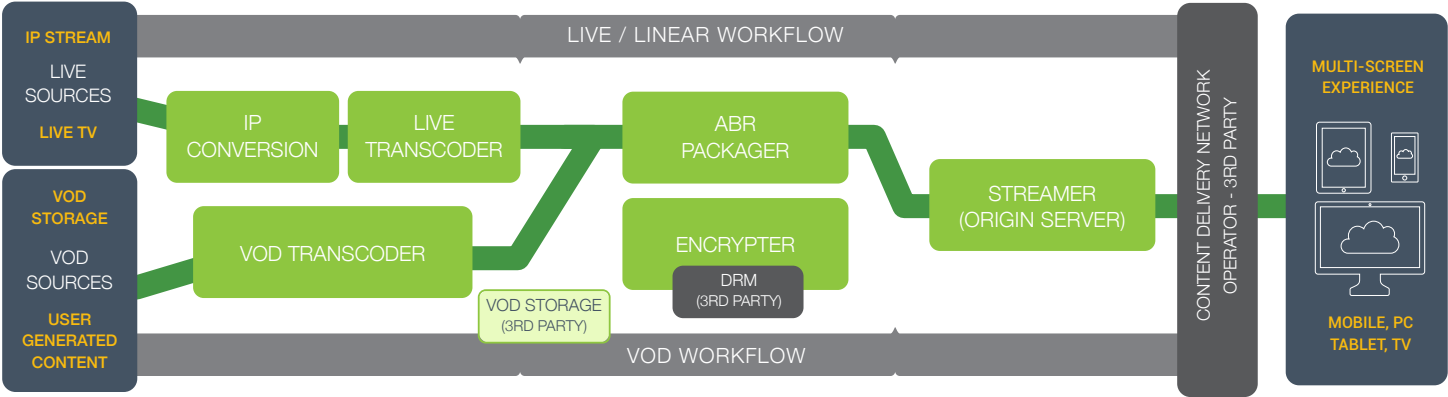 IP STREAM
LIVE
SOURCES
LIVE TV
VOD
STORAGE
VOD
SOURCES
USER
GENERATED
CONTENT
LIVE / LINEAR WORKFLOW
IP
CONVERSION
LIVE
TRANSCODER
ABR
PACKAGER
VOD TRANSCODER
ENCRYPTER
DRM
(3RD PARTY)
VOD STORAGE
(3RD PARTY)
STREAMER
(ORIGIN SERVER)
VOD WORKFLOW
CONTENT DELIVERY NETWORK
OPERATOR - 3RD PARTY
MULTI-SCREEN
EXPERIENCE
MOBILE, PC
TABLET, TV